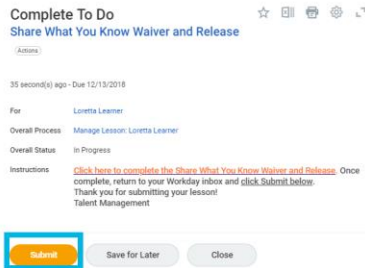 Complete To Do
Share What You Know Waiver and Release
Actions
35 second(s) ago - Due 12/13/2018
For Loretta Learner
Overall Process Manage Lesson: Loretta Learner
Overall Status In Progress
Instructions Click here to complete the Share What You Know Waiver and Release. Once
complete, return to your Workday inbox and click Submit below.
Thank you for submitting your lesson!
Talent Management
Submit Save for Later Close